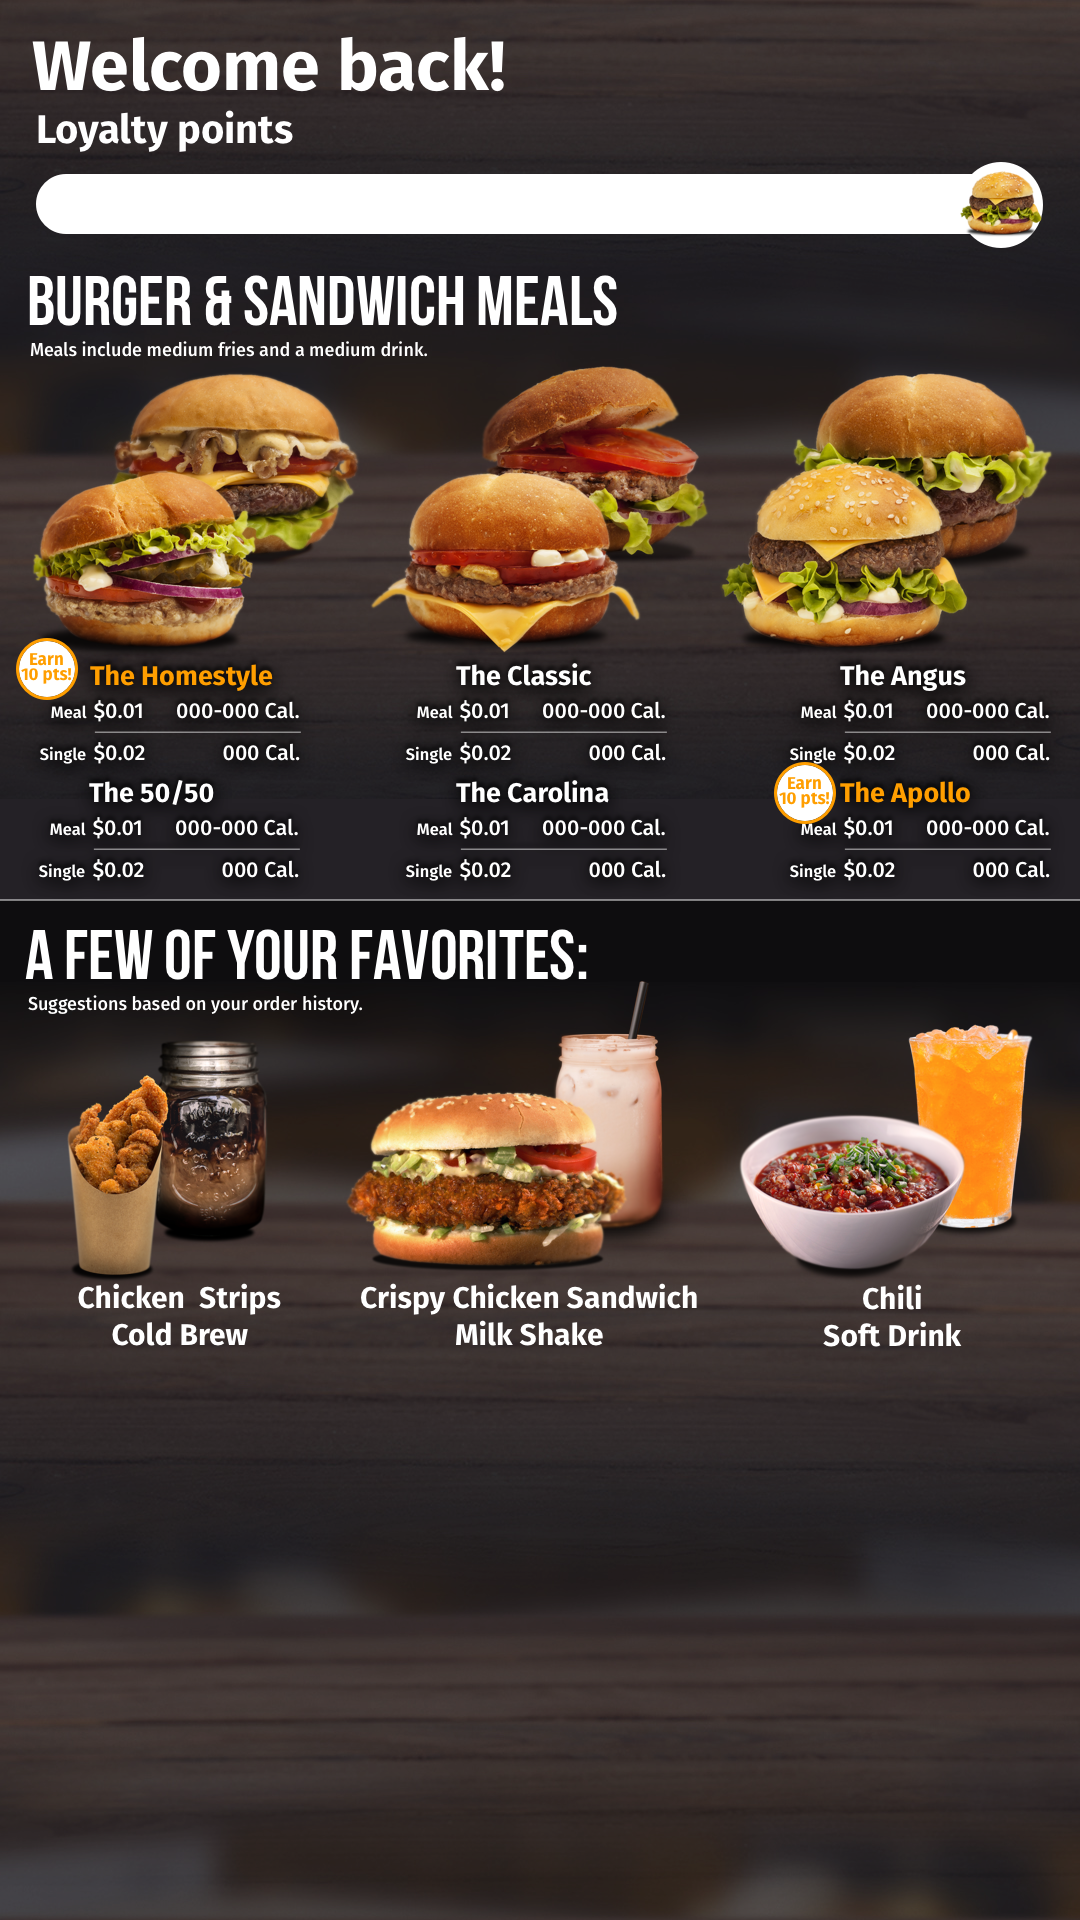 Welcome back!
Loyalty points
BURGER & SANDWICH MEALS
Meals include medium fries and a medium drink.
Earn
10 pts!
The Homestyle
Meal $0.01 000-000 Cal.
Single $0.02 000 Cal.
The Classic
Meal $0.01 000-000 Cal.
Single $0.02 000 Cal.
The Angus
Meal $0.01 000-000 Cal.
Single $0.02 000 Cal.
The 50/50
Meal $0.01 000-000 Cal.
Single $0.02 000 Cal.
The Carolina
Meal $0.01 000-000 Cal.
Single $0.02 000 Cal.
Earn
10 pts!
The Apollo
Meal $0.01 000-000 Cal.
Single $0.02 000 Cal.
A FEW OF YOUR FAVORITES:
Suggestions based on your order history.
Chicken  Strips
Cold Brew
Crispy Chicken Sandwich
Milk Shake
Chili
Soft Drink